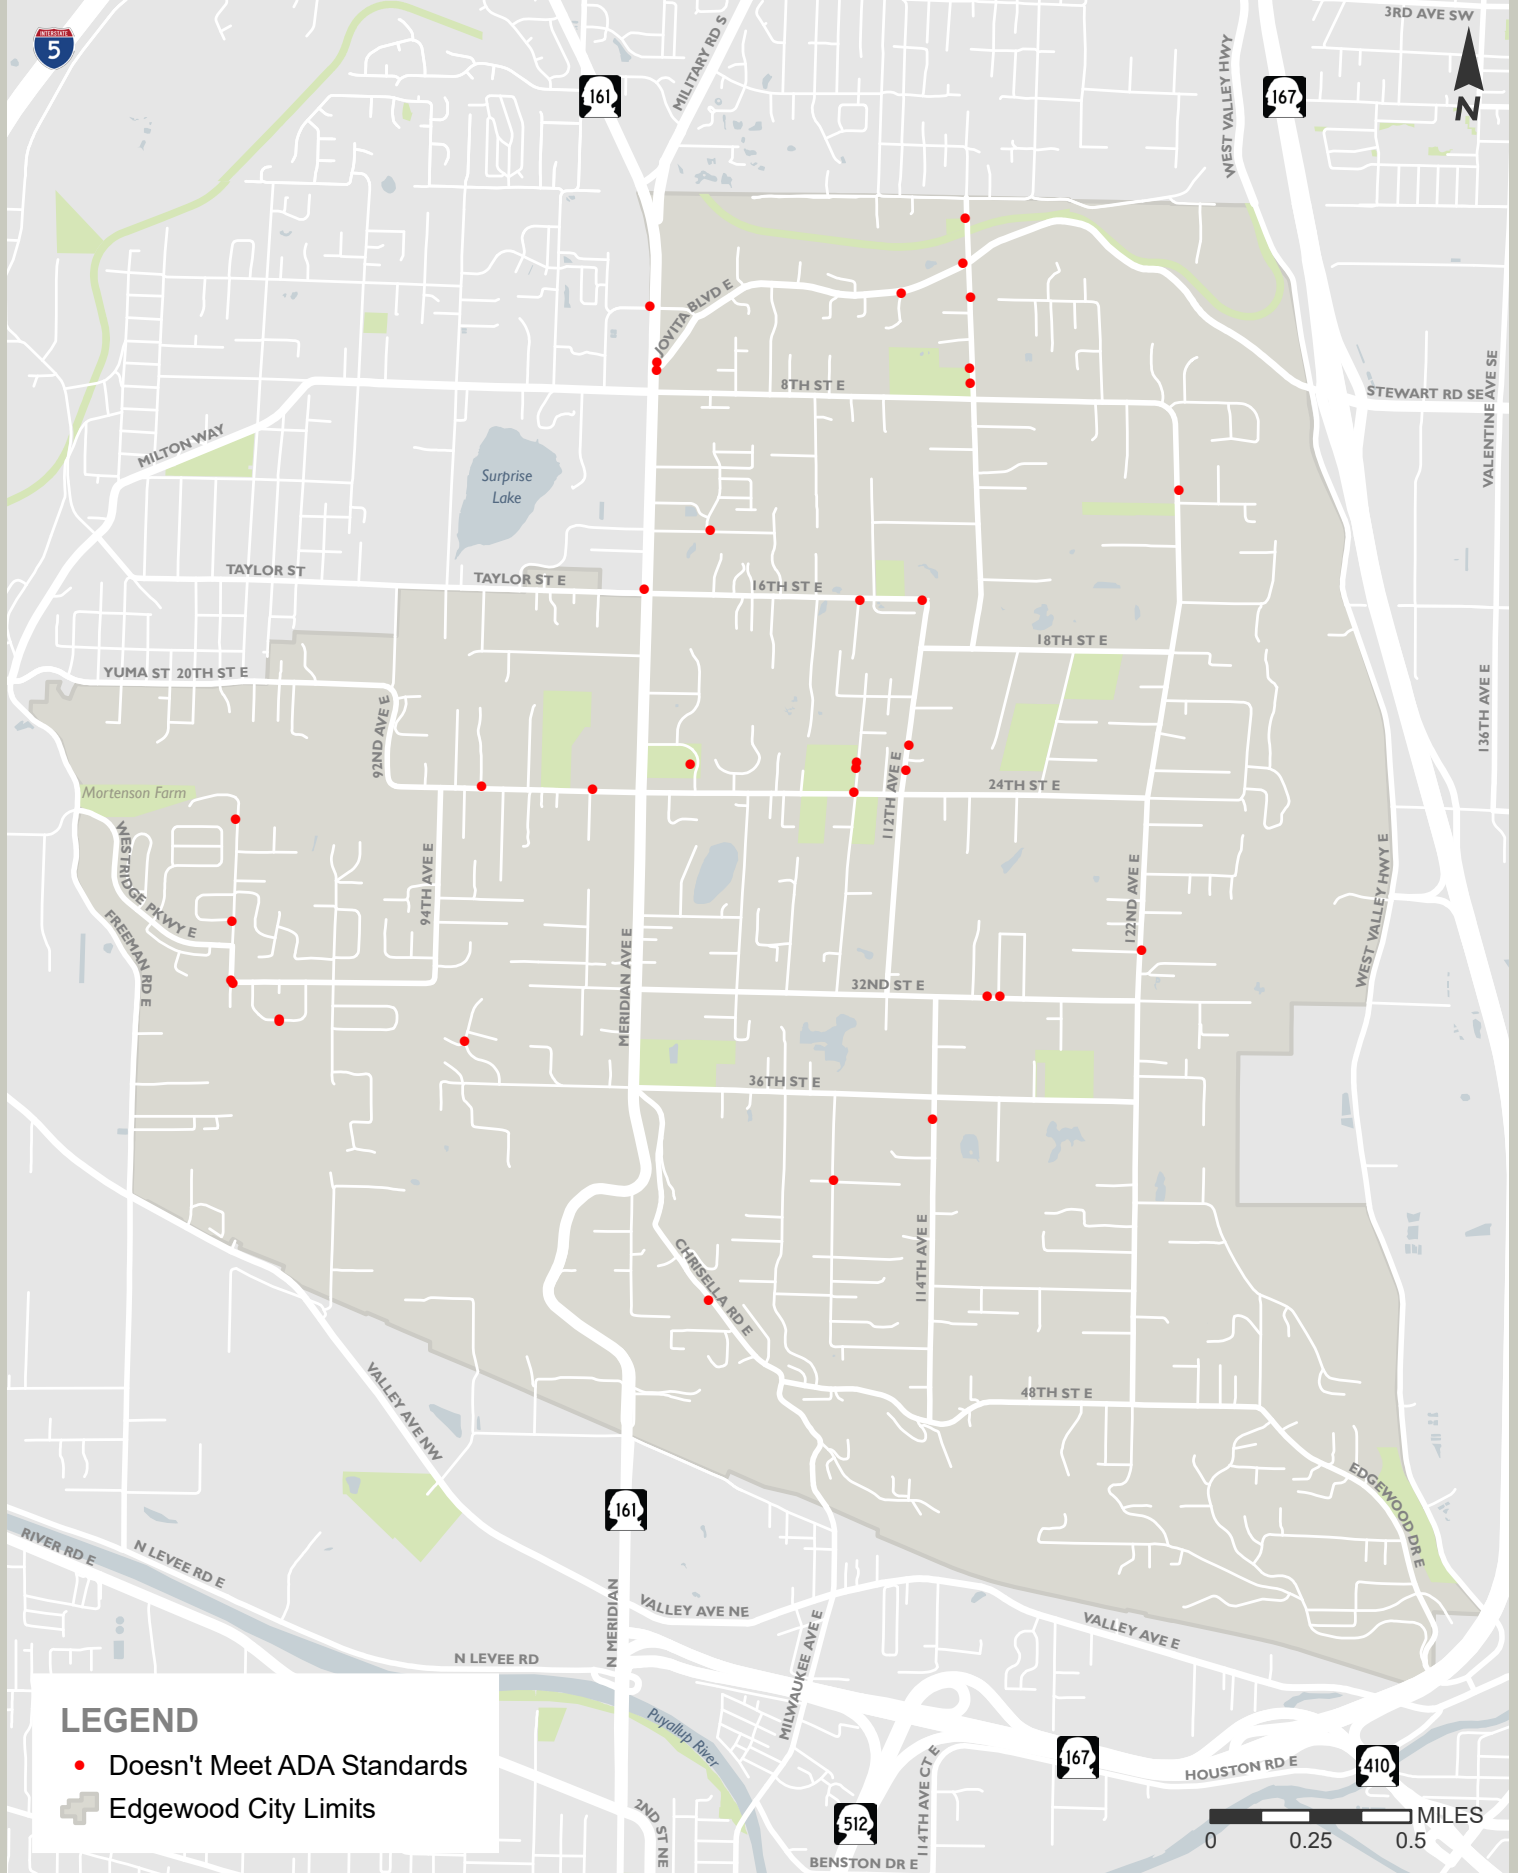 3RD AVE SW
INTERSTATE
5
161
MILITARY RD S
WEST VALLEY HWY
167
N
JOVITA BLVD E
8TH ST E
STEWART RD SE
VALENTINE AVE SE
MILTON WAY
Surprise
Lake
TAYLOR ST
TAYLOR ST E
16TH ST E
18TH ST E
YUMA ST
20TH ST E
92ND AVE E
136TH AVE E
112TH AVE E
24TH ST E
Mortenson Farm
WESTRIDGE PKWY E
94TH AVE E
122ND AVE E
WEST VALLEY HWY E
FREEMAN RD E
MERIDIAN AVE E
32ND ST E
36TH ST E
CHRISELLA RD E
114TH AVE E
48TH ST E
VALLEY AVE NW
EDGEWOOD DR E
161
RIVER RD E
N LEVEE RD E
N MERIDIAN
VALLEY AVE NE
MILWAUKEE AVE E
VALLEY AVE E
N LEVEE RD
Puyallup River
167
HOUSTON RD E
410
114TH AVE CT E
512
2ND ST NE
BENSTON DR E
LEGEND
Doesn't Meet ADA Standards
Edgewood City Limits
MILES
0
0.25
0.5